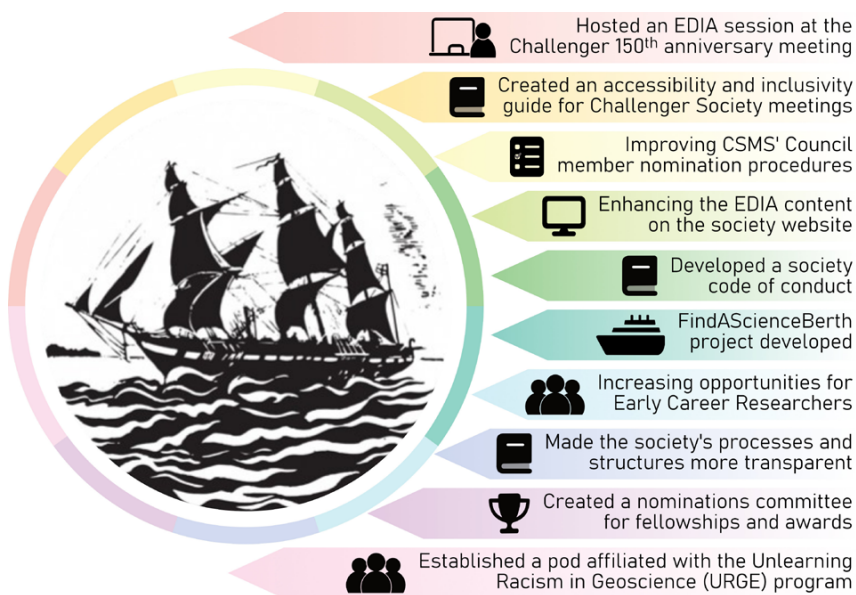 Hosted an EDIA session at the
Challenger 150th anniversary meeting
Created an accessibility and inclusivity
guide for Challenger Society meetings
Improving CSMS' Council
member nomination procedures
Enhancing the EDIA content
on the society website
Developed a society
code of conduct
FindAScienceBerth
project developed
Increasing opportunities for
Early Career Researchers
Made the society's processes and
structures more transparent
Created a nominations committee
for fellowships and awards
Established a pod affiliated with the Unlearning
Racism in Geoscience (URGE) program